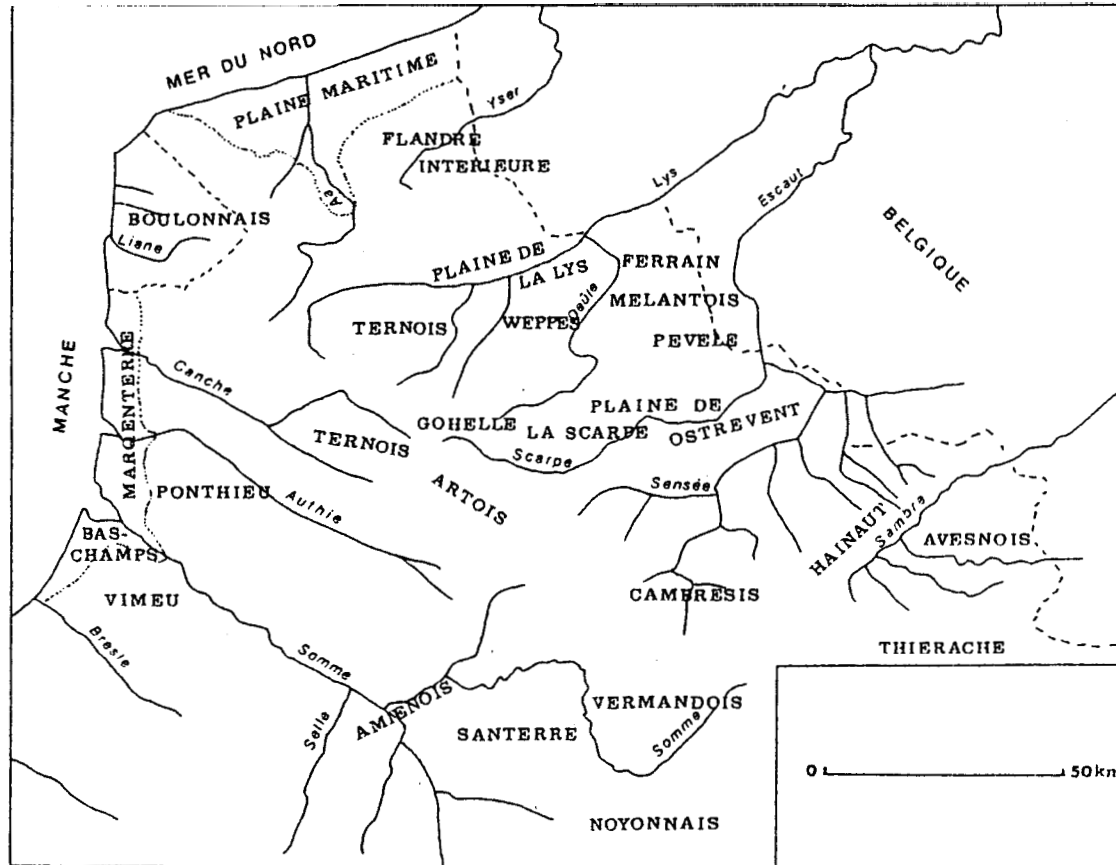 MER DU NORD
PLAINE MARITIME
Yser
FLANDRE
INTERIEURE
Aa
Lys
Escaut
BOULONNAIS
Liane
BELGIQUE
PLAINE DE
LA LYS
FERRAIN
MELANTOIS
Deûle
WEPPES
TERNOIS
PEVELE
MANCHE
MARQENTERRE
Canche
PLAINE DE
LA SCARPE
GOHELLE
OSTREVENT
TERNOIS
Scarpe
ARTOIS
Sensée
PONTHIEU
Authie
HAINAUT
Sambre
AVESNOIS
BAS-
CHAMPS
VIMEU
CAMBRESIS
Bresle
THIERACHE
Somme
AMIENOIS
Selle
VERMANDOIS
SANTERRE
Somme
0 50km
NOYONNAIS